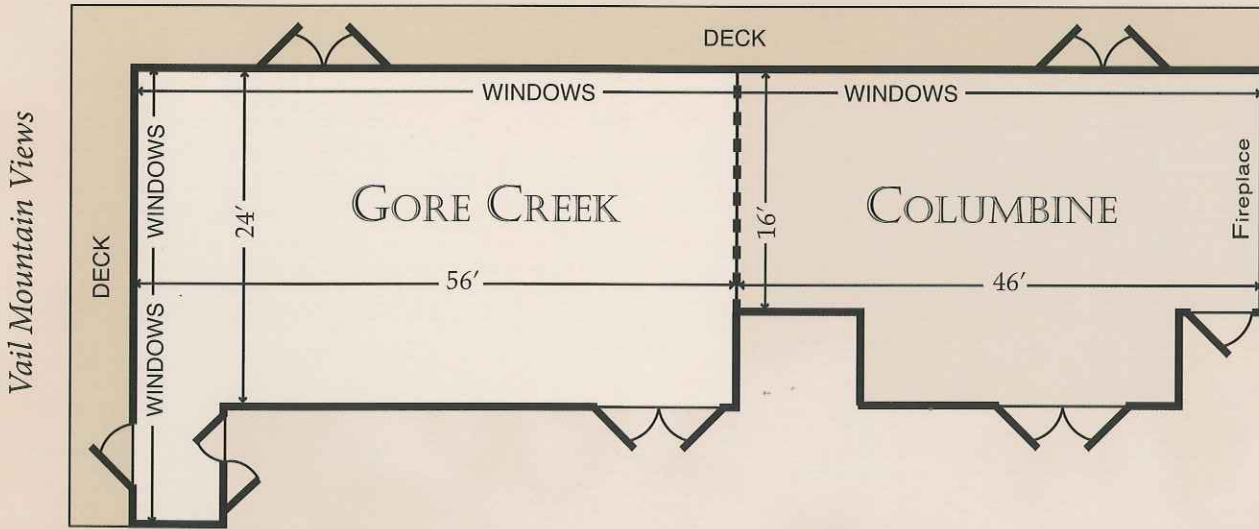 DECK
WINDOWS
WINDOWS
Vail Mountain Views
DECK
WINDOWS
WINDOWS
24′
GORE CREEK
16′
COLUMBINE
Fireplace
56′
46′